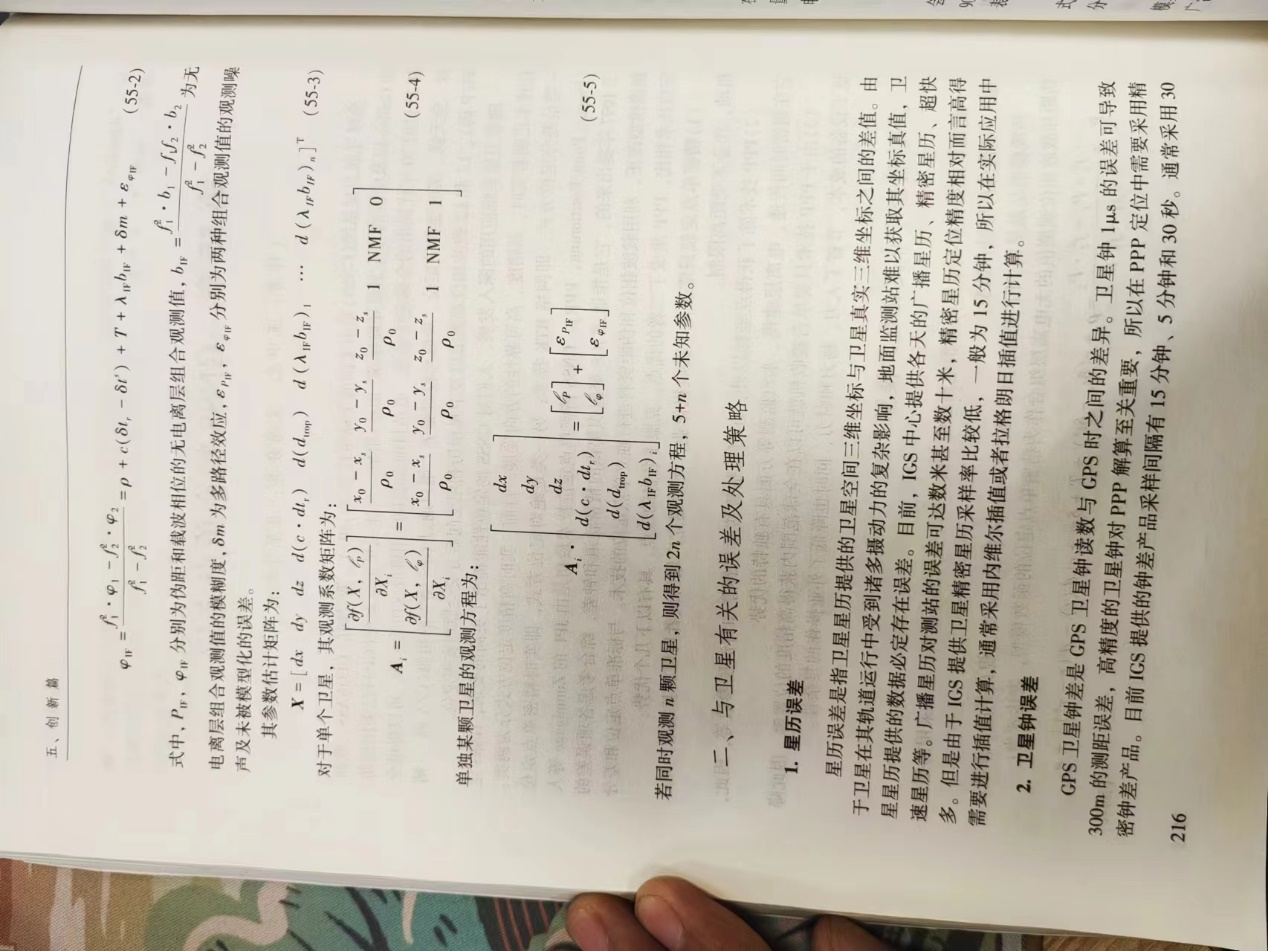 五、创新篇
φ_IF = (f₁²·φ₁ − f₂²·φ₂)/(f₁² − f₂²) = ρ + c(δt_r − δt^s) + T + λ_IF b_IF + δm + ε_φIF (55-2)
式中，P_IF，φ_IF 分别为伪距和载波相位的无电离层组合观测值，b_IF = (f₁²·b₁ − f₁f₂·b₂)/(f₁² − f₂²) 为无
电离层组合观测值的模糊度，δm 为多路径效应，ε_PIF，ε_φIF 分别为两种组合观测值的观测噪
声及未被模型化的误差。
其参数估计矩阵为：
X = [dx dy dz d(c·dt_r) d(d_trop) d(λ_IF b_IF)₁ … d(λ_IF b_IF)_n]^T (55-3)
对于单个卫星，其观测系数矩阵为：
A_i = [∂f(X, ℓ_p)/∂X_i ; ∂f(X, ℓ_φ)/∂X_i] = [(x₀ − x_s)/ρ₀ (y₀ − y_s)/ρ₀ (z₀ − z_s)/ρ₀ 1 NMF 0 ; (x₀ − x_s)/ρ₀ (y₀ − y_s)/ρ₀ (z₀ − z_s)/ρ₀ 1 NMF 1] (55-4)
单独某颗卫星的观测方程为：
A_i · [dx ; dy ; dz ; d(c·dt_r) ; d(d_trop) ; d(λ_IF b_IF)]_i = [ℓ_p ; ℓ_φ] + [ε_PIF ; ε_φIF] (55-5)
若同时观测 n 颗卫星，则得到 2n 个观测方程，5+n 个未知参数。
二、与卫星有关的误差及处理策略
1. 星历误差
星历误差是指卫星星历提供的卫星空间三维坐标与卫星真实三维坐标之间的差值。由
于卫星在其轨道运行中受到诸多摄动力的复杂影响，地面监测站难以获取其坐标真值，卫
星星历提供的数据必定存在误差。目前，IGS 中心提供各天的广播星历、精密星历、超快
速星历等。广播星历对测站的误差可达数米甚至数十米，精密星历定位精度相对而言高得
多。但是由于 IGS 提供卫星精密星历采样率比较低，一般为 15 分钟，所以在实际应用中
需要进行插值计算，通常采用内维尔插值或者拉格朗日插值进行计算。
2. 卫星钟误差
GPS 卫星钟差是 GPS 卫星钟读数与 GPS 时之间的差异。卫星钟 1μs 的误差可导致
300m 的测距误差，高精度的卫星钟对 PPP 解算至关重要，所以在 PPP 定位中需要采用精
密钟差产品。目前 IGS 提供的钟差产品采样间隔有 15 分钟、5 分钟和 30 秒。通常采用 30
216